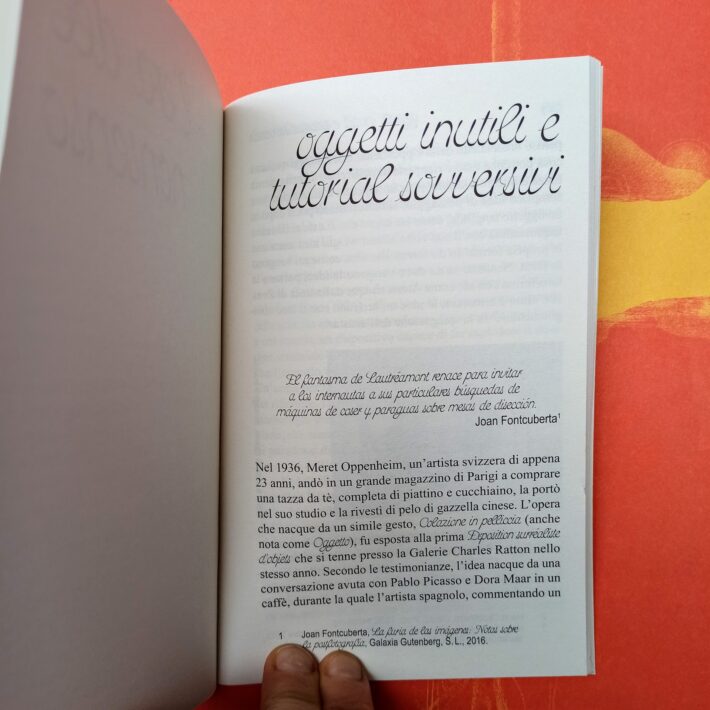 oggetti inutili e
tutorial sovversivi
El fantasma de Lautréamont renace para invitar
a los internautas a sus particulares búsquedas de
máquinas de coser y paraguas sobre mesas de disección.
Joan Fontcuberta¹
Nel 1936, Meret Oppenheim, un’artista svizzera di appena
23 anni, andò in un grande magazzino di Parigi a comprare
una tazza da tè, completa di piattino e cucchiaino, la portò
nel suo studio e la rivestì di pelo di gazzella cinese. L’opera
che nacque da un simile gesto, Colazione in pelliccia (anche
nota come Oggetto), fu esposta alla prima Exposition surréaliste
d’objets che si tenne presso la Galerie Charles Ratton nello
stesso anno. Secondo le testimonianze, l’idea nacque da una
conversazione avuta con Pablo Picasso e Dora Maar in un
caffè, durante la quale l’artista spagnolo, commentando un
1. Joan Fontcuberta, La furia de las imágenes: Notas sobre
la postfotografía, Galaxia Gutenberg, S. L., 2016.